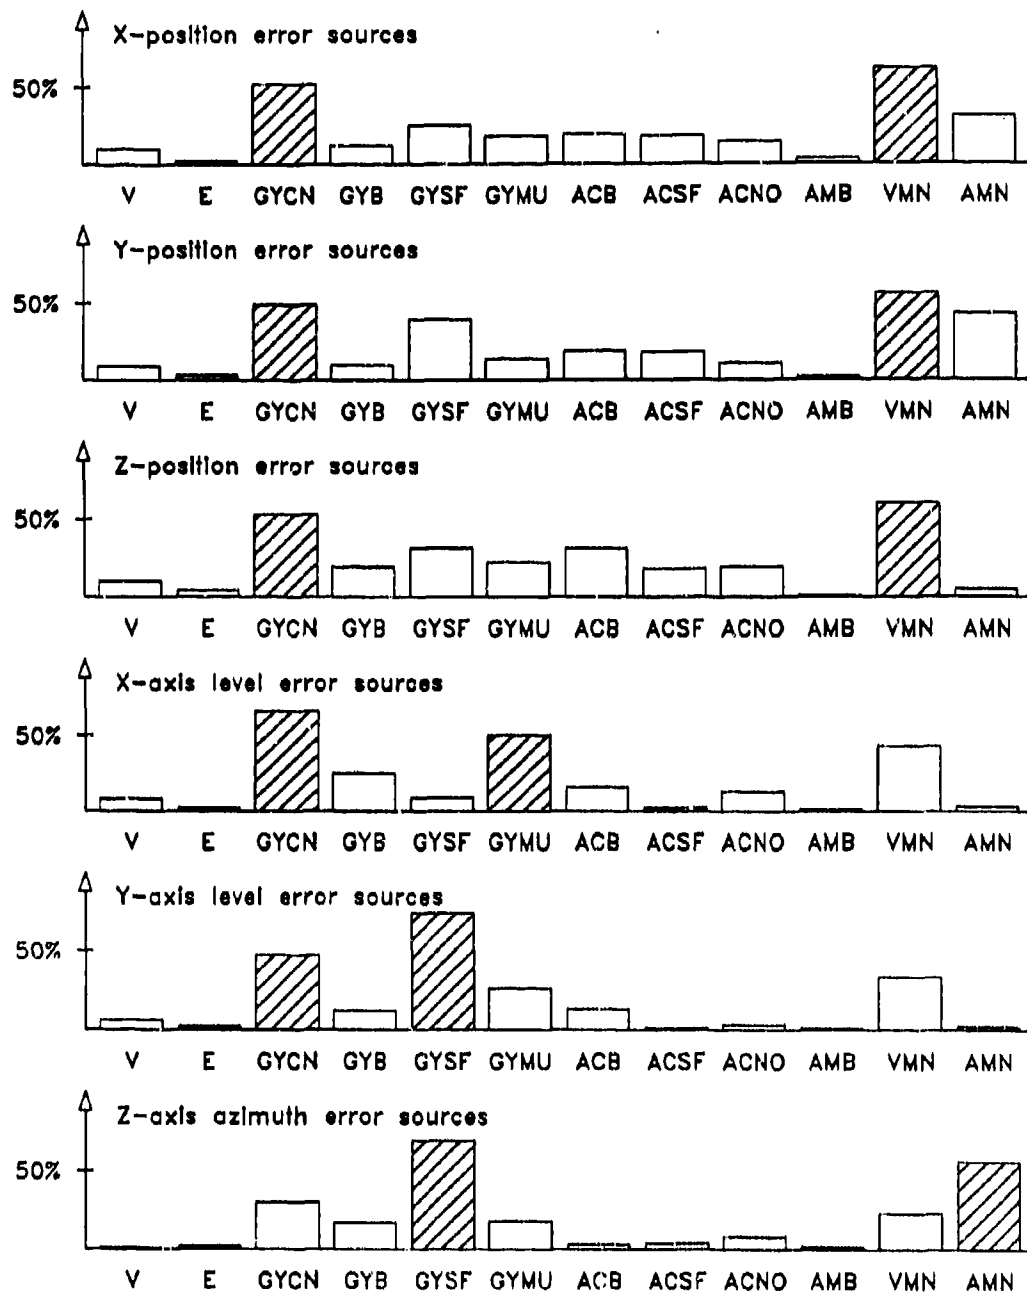 X-position error sources
50%
V E GYCN GYB GYSF GYMU ACB ACSF ACNO AMB VMN AMN
Y-position error sources
50%
V E GYCN GYB GYSF GYMU ACB ACSF ACNO AMB VMN AMN
Z-position error sources
50%
V E GYCN GYB GYSF GYMU ACB ACSF ACNO AMB VMN AMN
X-axis level error sources
50%
V E GYCN GYB GYSF GYMU ACB ACSF ACNO AMB VMN AMN
Y-axis level error sources
50%
V E GYCN GYB GYSF GYMU ACB ACSF ACNO AMB VMN AMN
Z-axis azimuth error sources
50%
V E GYCN GYB GYSF GYMU ACB ACSF ACNO AMB VMN AMN